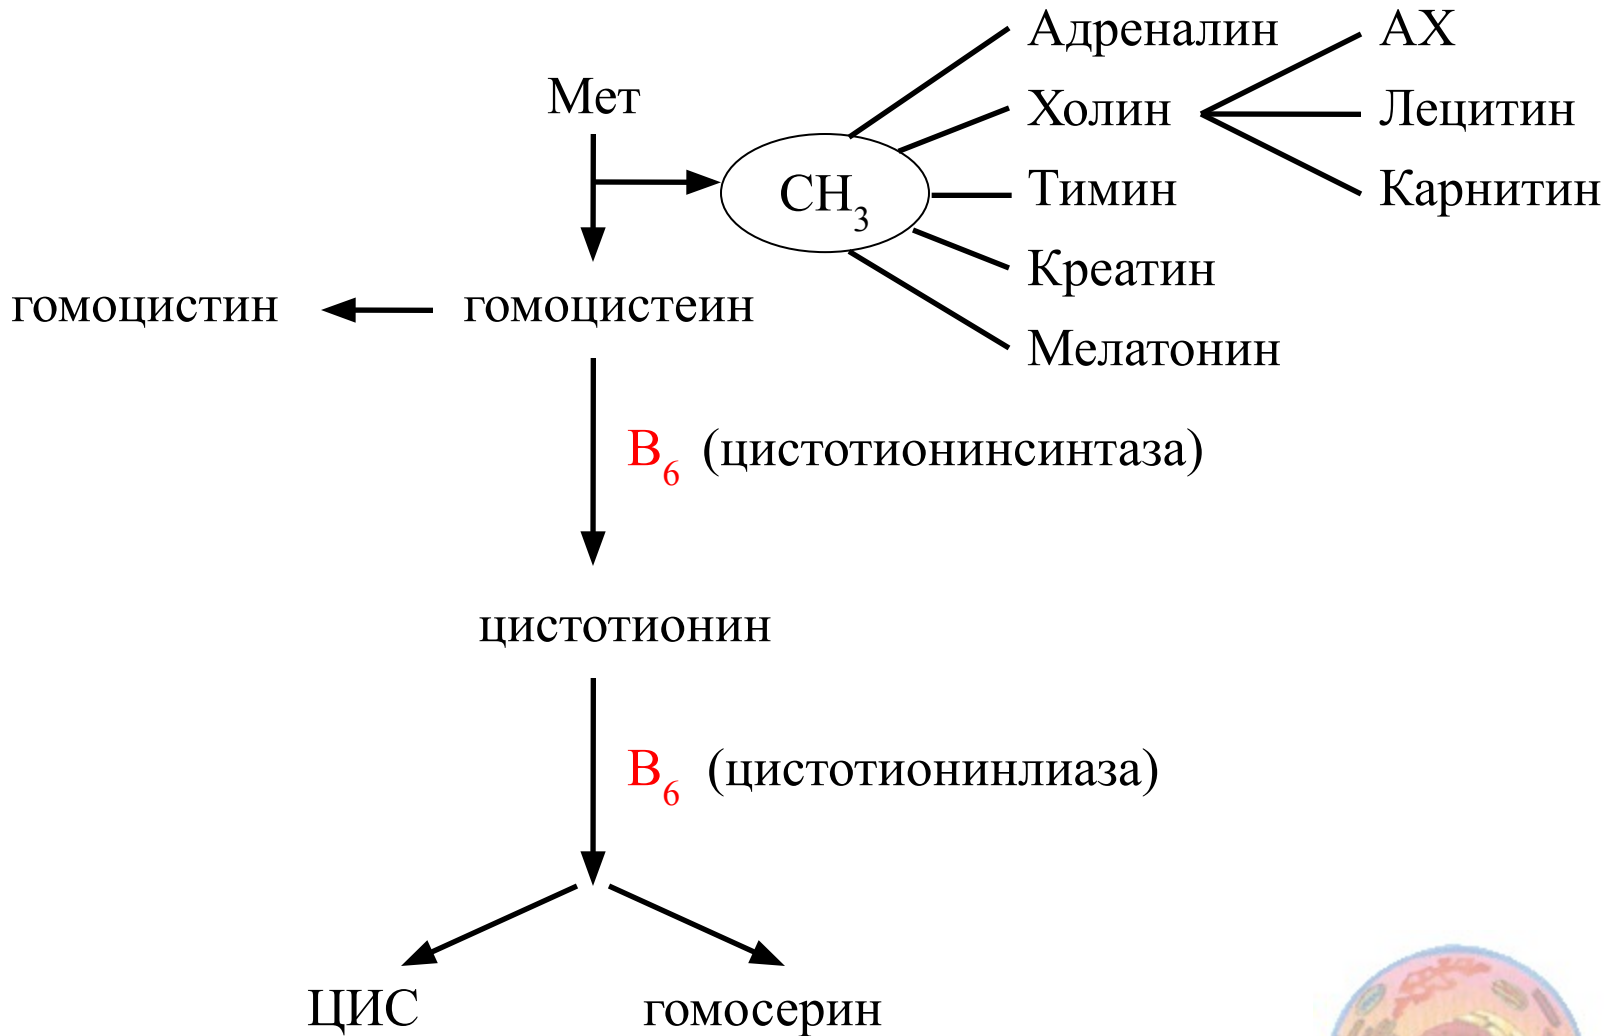 Адреналин
АХ
Мет
Холин
Лецитин
CH3
Тимин
Карнитин
Креатин
гомоцистин
гомоцистеин
Мелатонин
B6 (цистотионинсинтаза)
цистотионин
B6 (цистотионинлиаза)
ЦИС
гомосерин